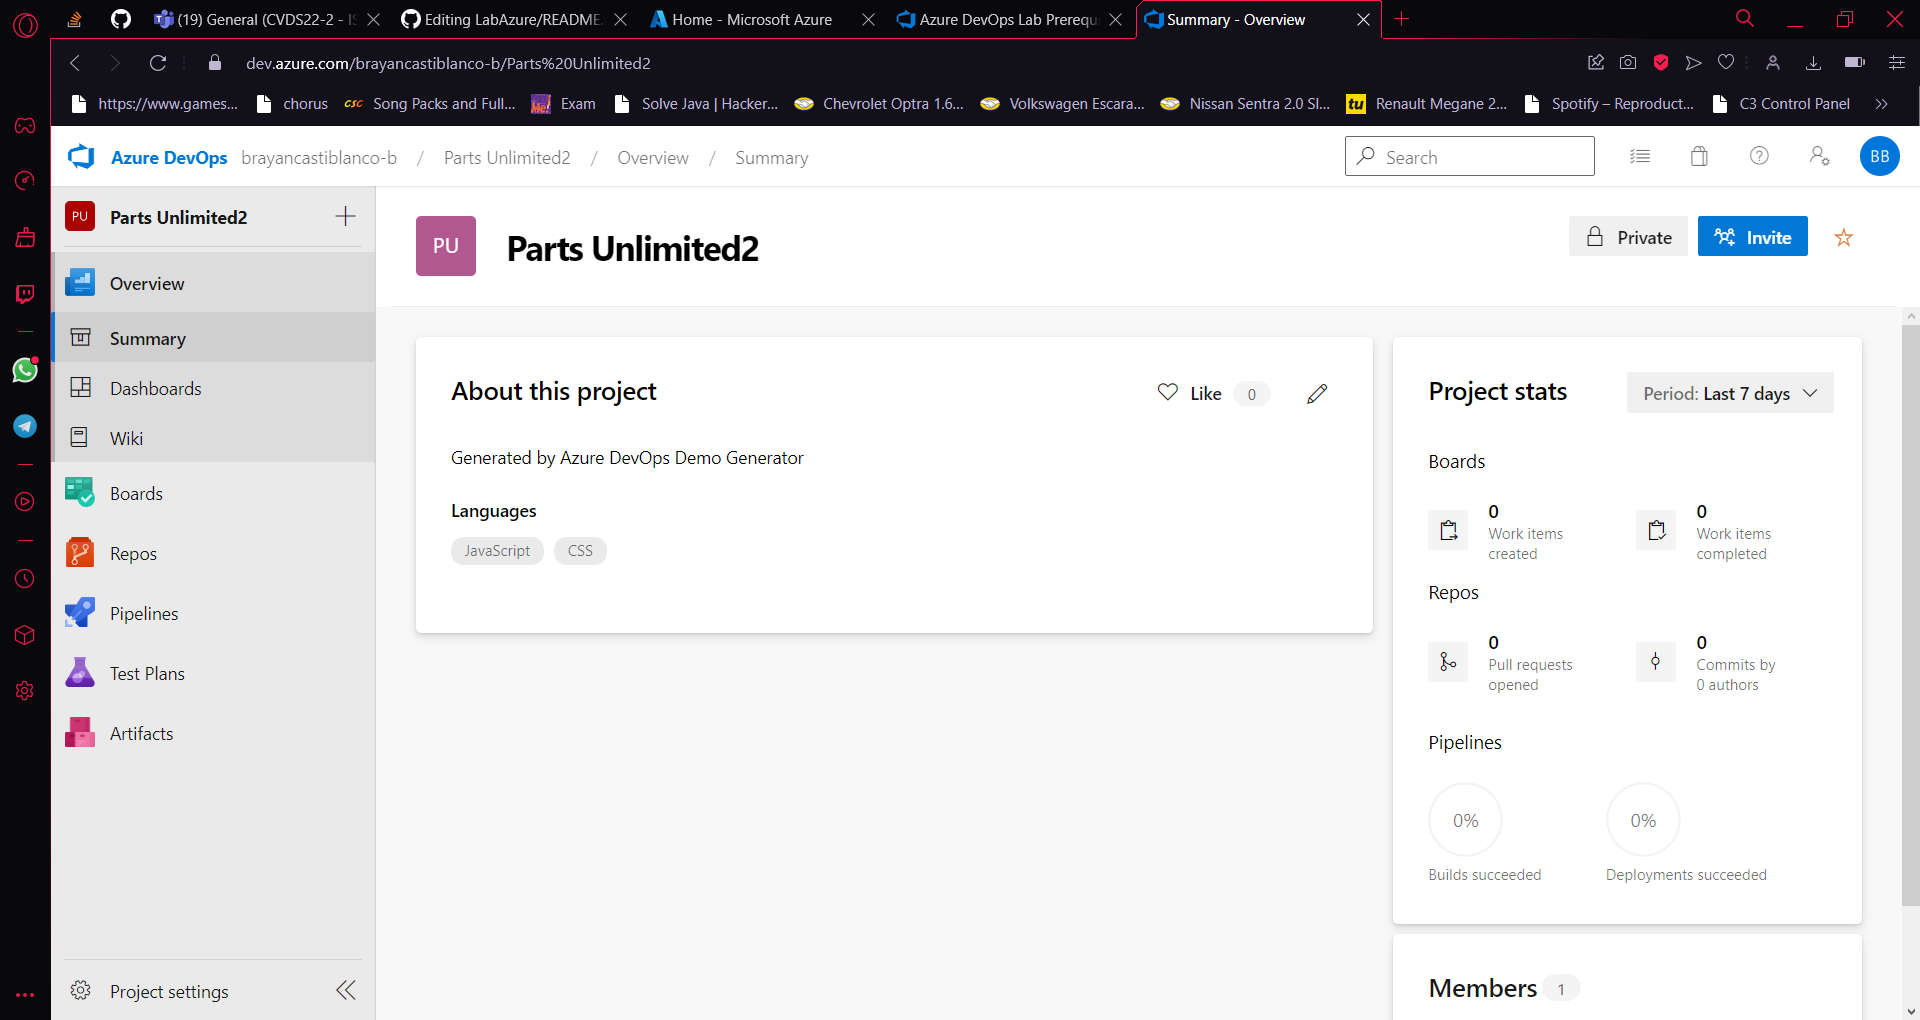 (19) General (CVDS22-2 - IS
Editing LabAzure/README.
Home - Microsoft Azure
Azure DevOps Lab Prerequ
Summary - Overview
dev.azure.com/brayancastiblanco-b/Parts%20Unlimited2
https://www.games...
chorus
CSC Song Packs and Full...
Exam
Solve Java | Hacker...
Chevrolet Optra 1.6...
Volkswagen Escara...
Nissan Sentra 2.0 Sl...
tu Renault Megane 2...
Spotify – Reproduct...
C3 Control Panel
Azure DevOps brayancastiblanco-b / Parts Unlimited2 / Overview / Summary
Search
BB
PU Parts Unlimited2
Overview
Summary
Dashboards
Wiki
Boards
Repos
Pipelines
Test Plans
Artifacts
Project settings
PU Parts Unlimited2
Private
Invite
About this project
Like 0
Generated by Azure DevOps Demo Generator
Languages
JavaScript CSS
Project stats
Period: Last 7 days
Boards
0
Work items
created
0
Work items
completed
Repos
0
Pull requests
opened
0
Commits by
0 authors
Pipelines
0%
Builds succeeded
0%
Deployments succeeded
Members 1